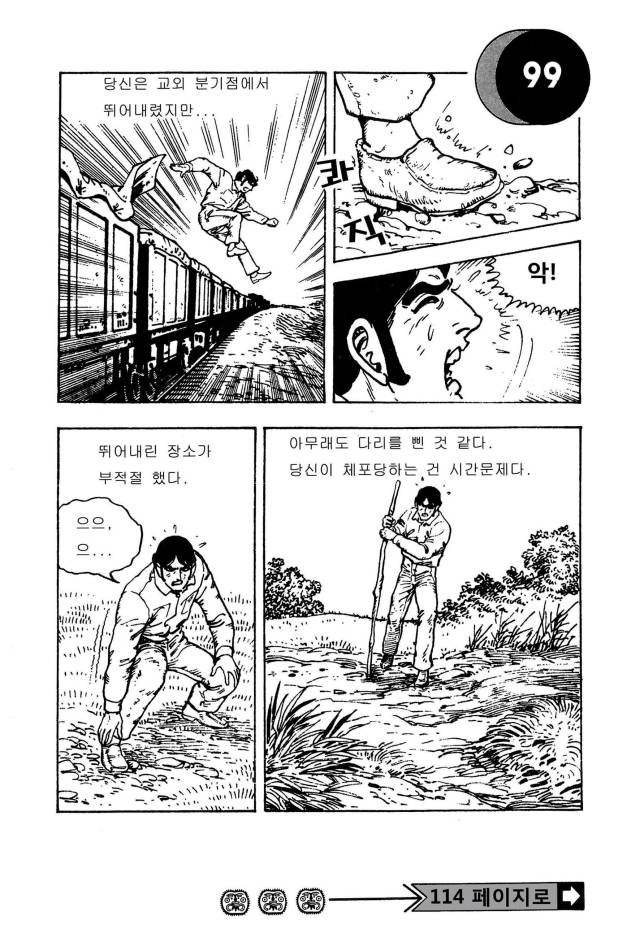 99
당신은 교외 분기점에서
뛰어내렸지만...
콰
직
악!
뛰어내린 장소가
부적절 했다.
으으,
으...
아무래도 다리를 삔 것 같다.
당신이 체포당하는 건 시간문제다.
114 페이지로